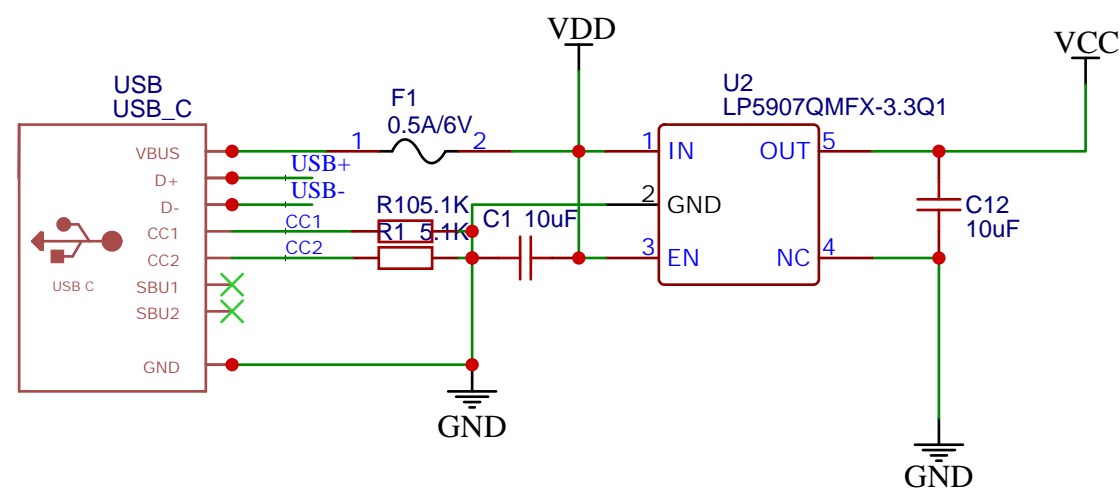 VDD
VCC
USB
USB_C
F1
0.5A/6V
U2
LP5907QMFX-3.3Q1
VBUS
1
2
1
IN
OUT
5
D+
USB+
D-
USB-
2
GND
CC1
CC1
R105.1K
C1 10uF
C12
10uF
CC2
CC2
R1 5.1K
3
EN
NC
4
USB C
SBU1
SBU2
GND
GND
GND